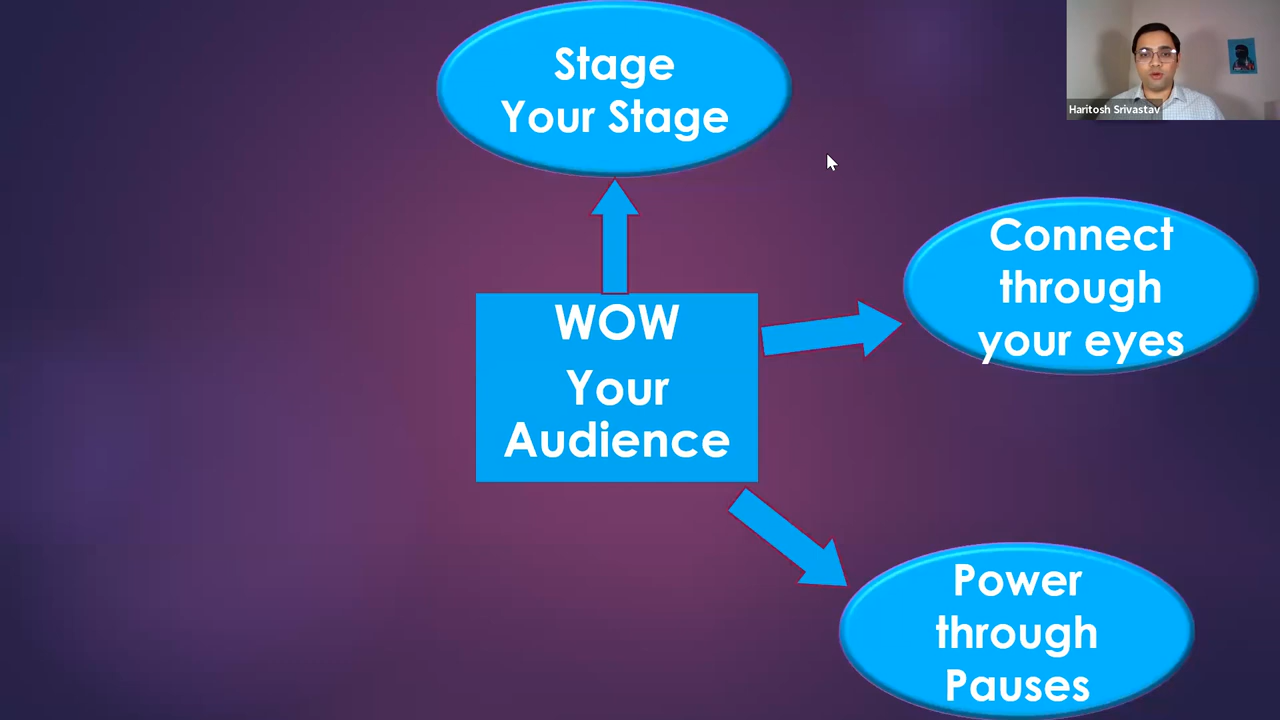 Stage
Your Stage
Haritosh Srivastav
Connect
through
your eyes
WOW
Your
Audience
Power
through
Pauses